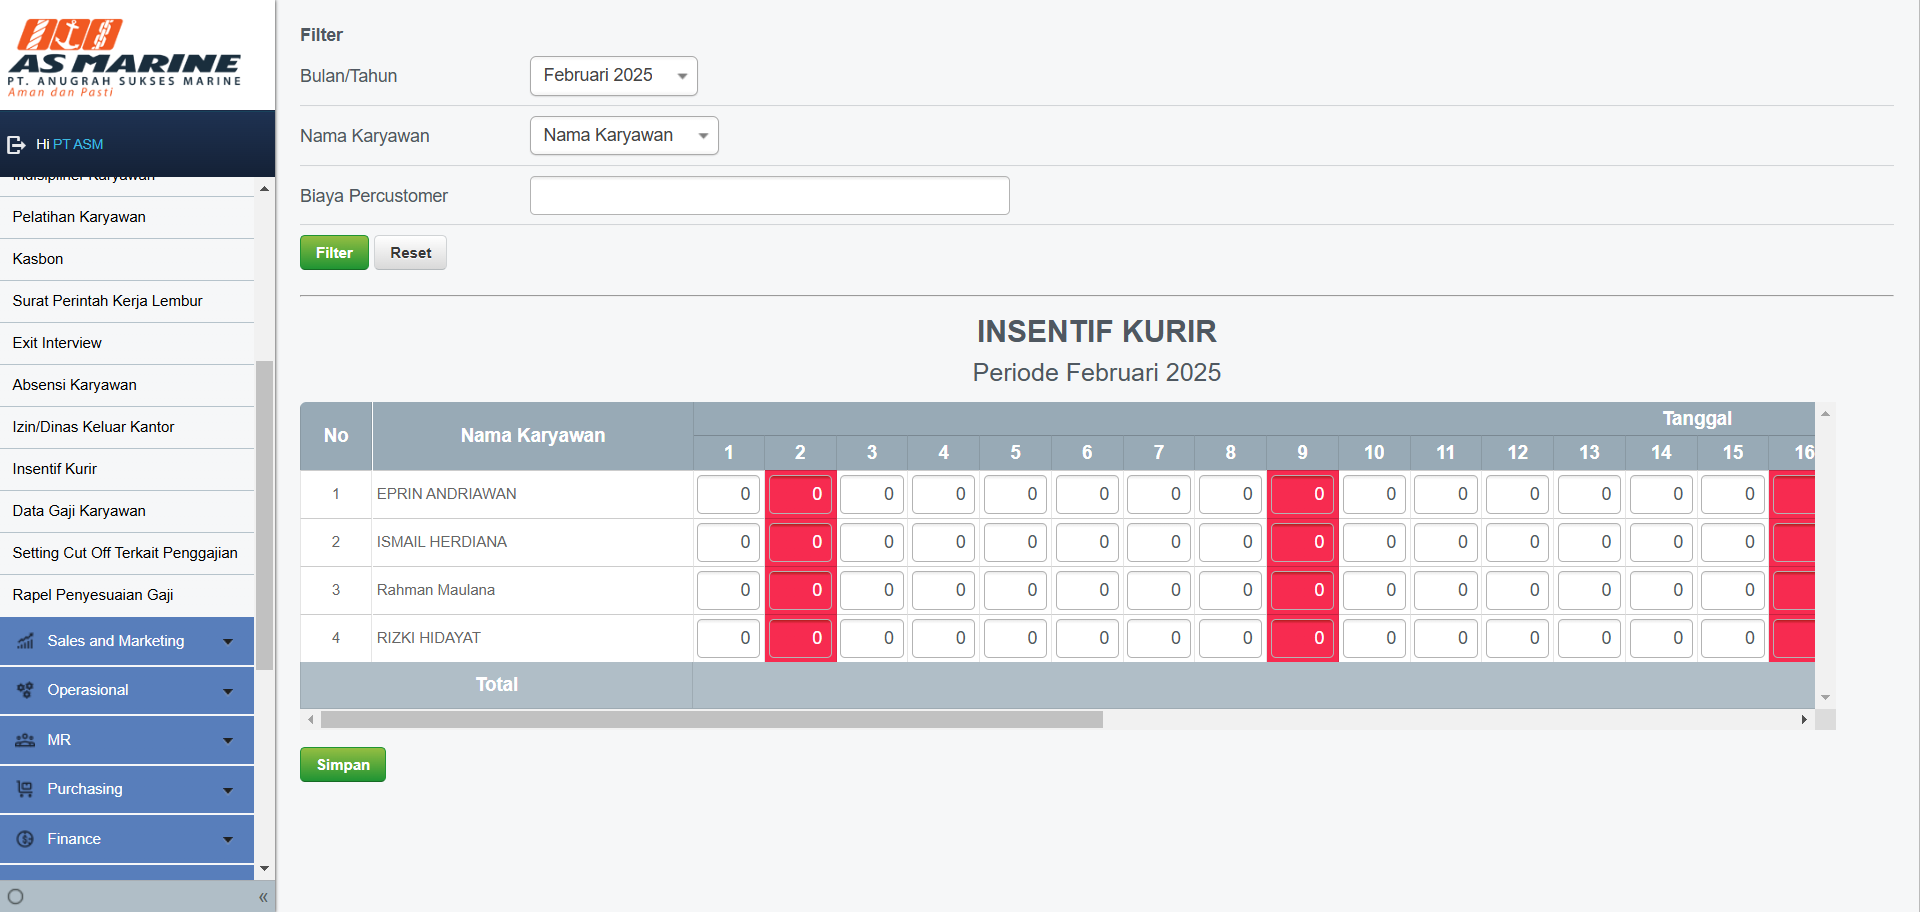 AS MARINE
PT. ANUGRAH SUKSES MARINE
Aman dan Pasti
Hi PT ASM
Indisipliner Karyawan
Pelatihan Karyawan
Kasbon
Surat Perintah Kerja Lembur
Exit Interview
Absensi Karyawan
Izin/Dinas Keluar Kantor
Insentif Kurir
Data Gaji Karyawan
Setting Cut Off Terkait Penggajian
Rapel Penyesuaian Gaji
Sales and Marketing
Operasional
MR
Purchasing
Finance
«
Filter
Bulan/Tahun Februari 2025
Nama Karyawan Nama Karyawan
Biaya Percustomer
Filter Reset
INSENTIF KURIR
Periode Februari 2025
No Nama Karyawan Tanggal
1 2 3 4 5 6 7 8 9 10 11 12 13 14 15 16
1 EPRIN ANDRIAWAN 0 0 0 0 0 0 0 0 0 0 0 0 0 0 0
2 ISMAIL HERDIANA 0 0 0 0 0 0 0 0 0 0 0 0 0 0 0
3 Rahman Maulana 0 0 0 0 0 0 0 0 0 0 0 0 0 0 0
4 RIZKI HIDAYAT 0 0 0 0 0 0 0 0 0 0 0 0 0 0 0
Total
Simpan